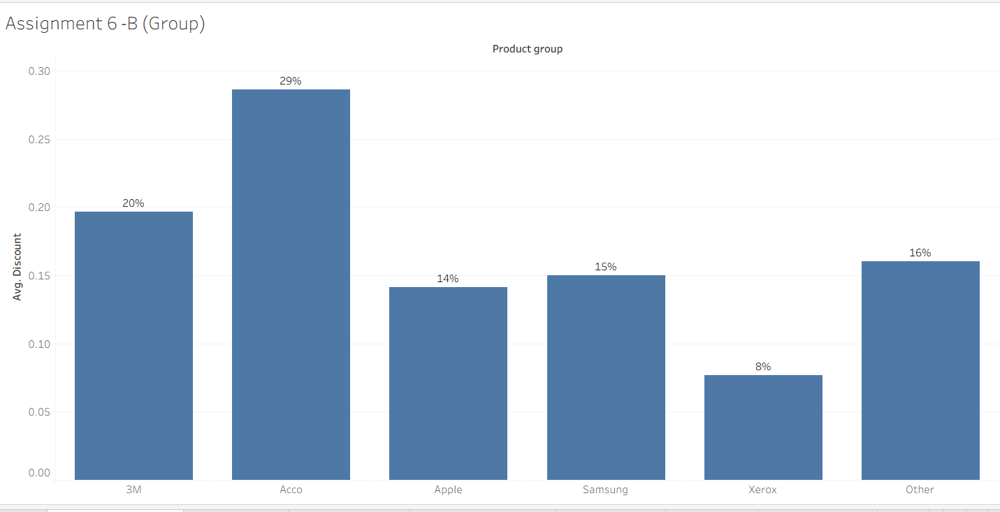 Assignment 6 -B (Group)
Product group
0.30
0.25
0.20
0.15
0.10
0.05
0.00
Avg. Discount
20%
29%
14%
15%
8%
16%
3M
Acco
Apple
Samsung
Xerox
Other